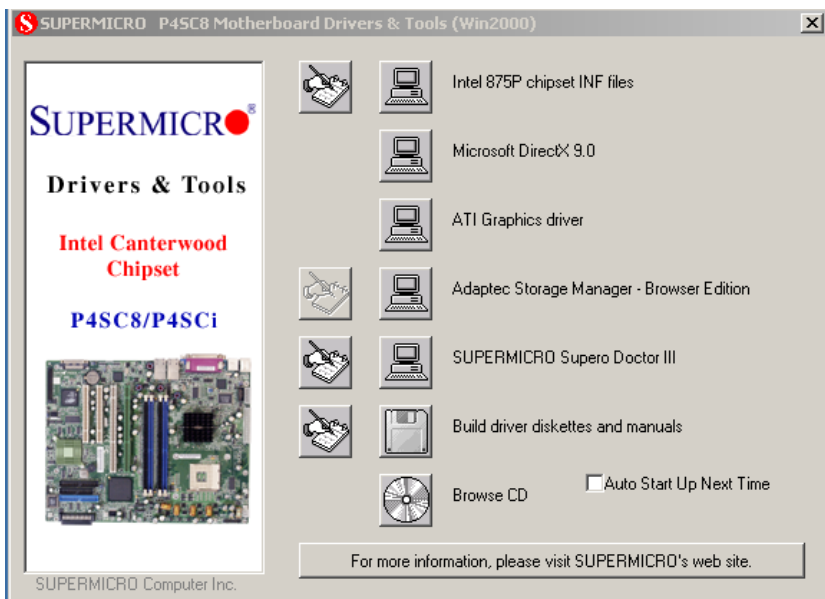 SUPERMICRO P4SC8 Motherboard Drivers & Tools (Win2000)
SUPERMICRO®
Drivers & Tools
Intel Canterwood
Chipset
P4SC8/P4SCi
SUPERMICRO Computer Inc.
Intel 875P chipset INF files
Microsoft DirectX 9.0
ATI Graphics driver
Adaptec Storage Manager - Browser Edition
SUPERMICRO Supero Doctor III
Build driver diskettes and manuals
Browse CD
Auto Start Up Next Time
For more information, please visit SUPERMICRO's web site.